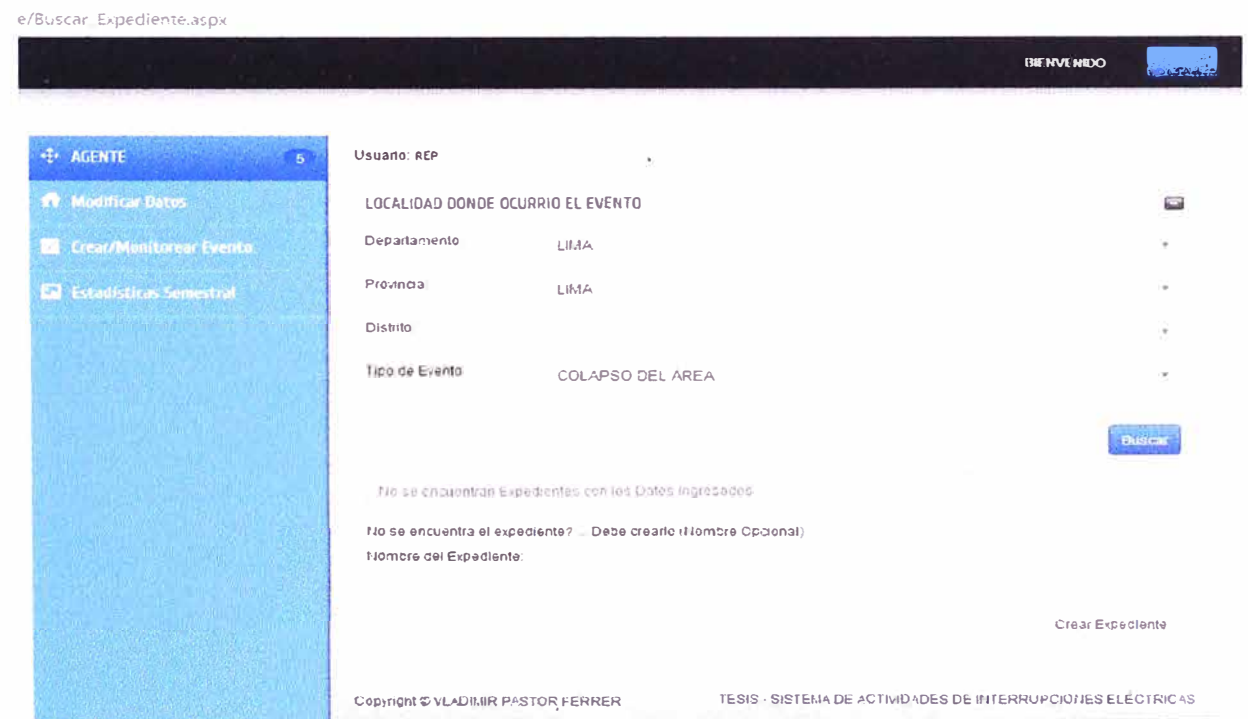 e/Buscar_Expediente.aspx
BIENVENIDO
AGENTE 5
Usuario: REP
Modificar Datos
LOCALIDAD DONDE OCURRIO EL EVENTO
Crear/Monitorear Evento
Departamento LIMA
Estadísticas Semestral
Provincia LIMA
Distrito
Tipo de Evento COLAPSO DEL AREA
Buscar
No se encuentran Expedientes con los Datos Ingresados
No se encuentra el expediente? ... Debe crearlo (Nombre Opcional)
Nombre del Expediente:
Crear Expediente
Copyright © VLADIMIR PASTOR FERRER TESIS - SISTEMA DE ACTIVIDADES DE INTERRUPCIONES ELÉCTRICAS